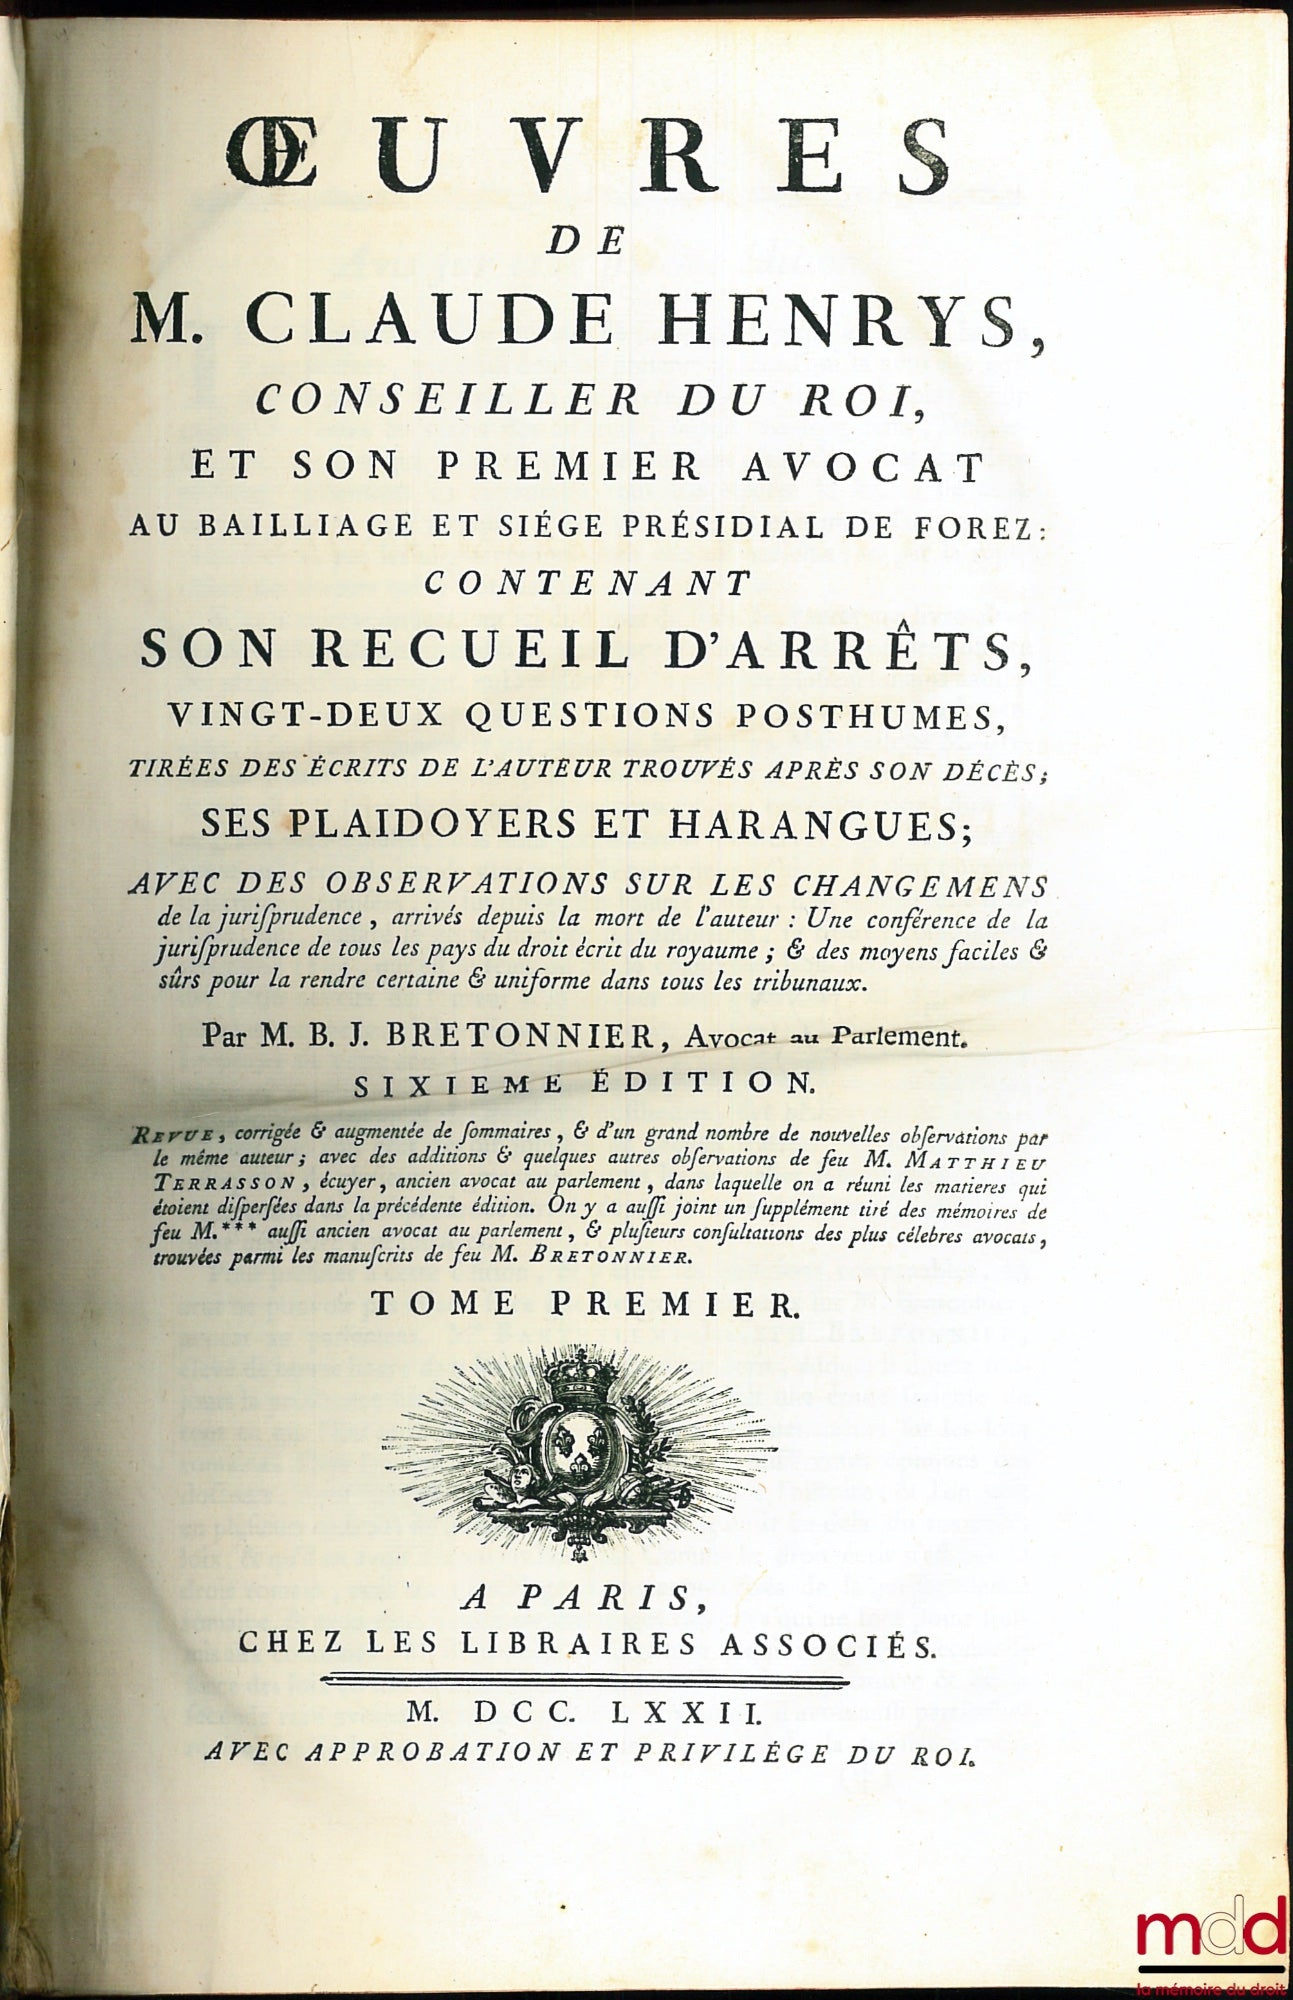 ŒUVRES
DE
M. CLAUDE HENRYS,
CONSEILLER DU ROI,
ET SON PREMIER AVOCAT
AU BAILLIAGE ET SIÉGE PRÉSIDIAL DE FOREZ:
CONTENANT
SON RECUEIL D'ARRÊTS,
VINGT-DEUX QUESTIONS POSTHUMES,
TIRÉES DES ÉCRITS DE L'AUTEUR TROUVÉS APRÈS SON DÉCÈS;
SES PLAIDOYERS ET HARANGUES;
AVEC DES OBSERVATIONS SUR LES CHANGEMENS
de la juriſprudence, arrivés depuis la mort de l'auteur : Une conférence de la
juriſprudence de tous les pays du droit écrit du royaume ; & des moyens faciles &
sûrs pour la rendre certaine & uniforme dans tous les tribunaux.
Par M. B. J. BRETONNIER, Avocat au Parlement.
SIXIEME ÉDITION.
REVUE, corrigée & augmentée de ſommaires, & d'un grand nombre de nouvelles obſervations par
le même auteur ; avec des additions & quelques autres obſervations de feu M. MATTHIEU
TERRASSON, écuyer, ancien avocat au parlement, dans laquelle on a réuni les matieres qui
étoient diſperſées dans la précédente édition. On y a auſſi joint un ſupplément tiré des mémoires de
feu M.*** auſſi ancien avocat au parlement, & pluſieurs conſultations des plus célebres avocats,
trouvées parmi les manuſcrits de feu M. BRETONNIER.
TOME PREMIER.
A PARIS,
CHEZ LES LIBRAIRES ASSOCIÉS.
M. DCC. LXXII.
AVEC APPROBATION ET PRIVILÉGE DU ROI.
mdd
la mémoire du droit